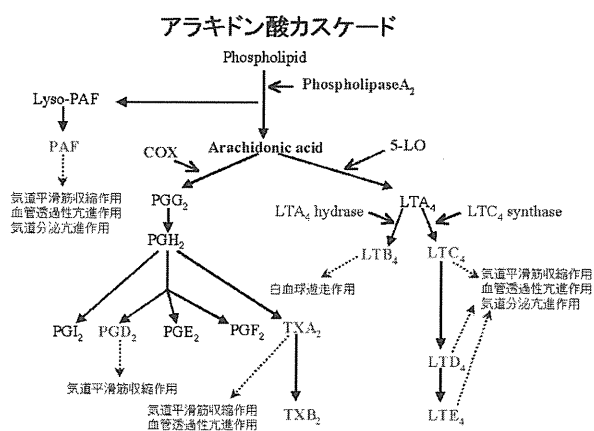 アラキドン酸カスケード
Phospholipid
PhospholipaseA₂
Lyso-PAF
PAF
気道平滑筋収縮作用
血管透過性亢進作用
気道分泌亢進作用
COX
Arachidonic acid
5-LO
PGG₂
PGH₂
LTA₄ hydrase
LTA₄
LTC₄ synthase
LTB₄
LTC₄
白血球遊走作用
気道平滑筋収縮作用
血管透過性亢進作用
気道分泌亢進作用
PGI₂
PGD₂
PGE₂
PGF₂
TXA₂
LTD₄
気道平滑筋収縮作用
気道平滑筋収縮作用
血管透過性亢進作用
TXB₂
LTE₄